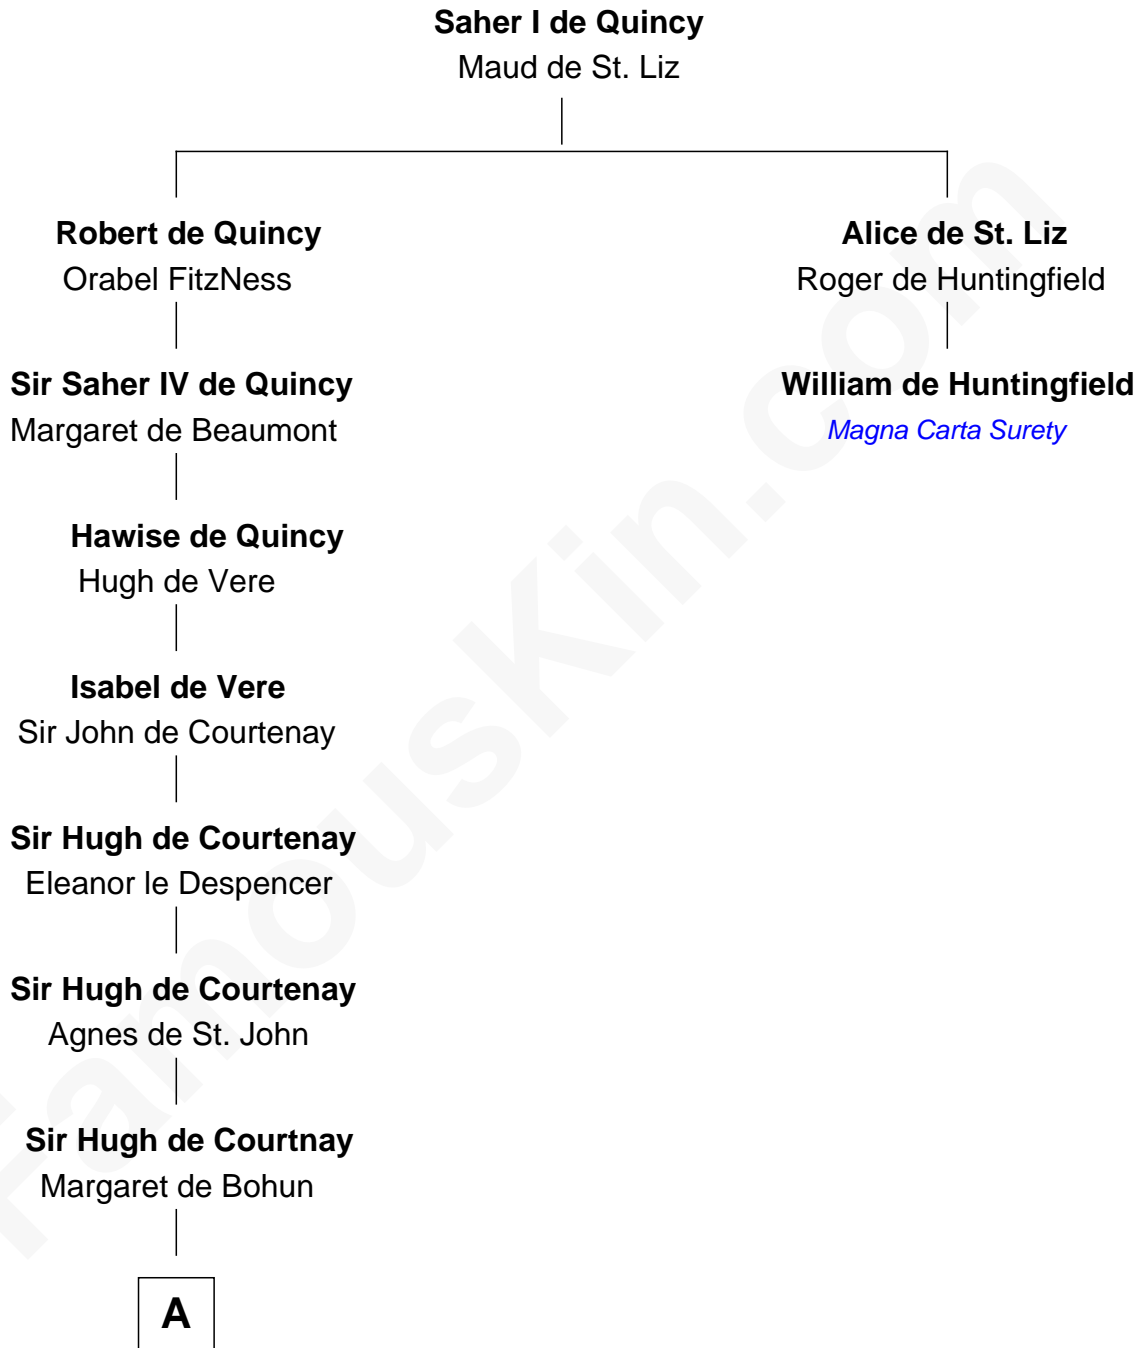 Saher I de Quincy
Maud de St. Liz
Robert de Quincy
Orabel FitzNess
Alice de St. Liz
Roger de Huntingfield
Sir Saher IV de Quincy
Margaret de Beaumont
William de Huntingfield
Magna Carta Surety
Hawise de Quincy
Hugh de Vere
Isabel de Vere
Sir John de Courtenay
Sir Hugh de Courtenay
Eleanor le Despencer
Sir Hugh de Courtenay
Agnes de St. John
Sir Hugh de Courtnay
Margaret de Bohun
A
FamousKin.com